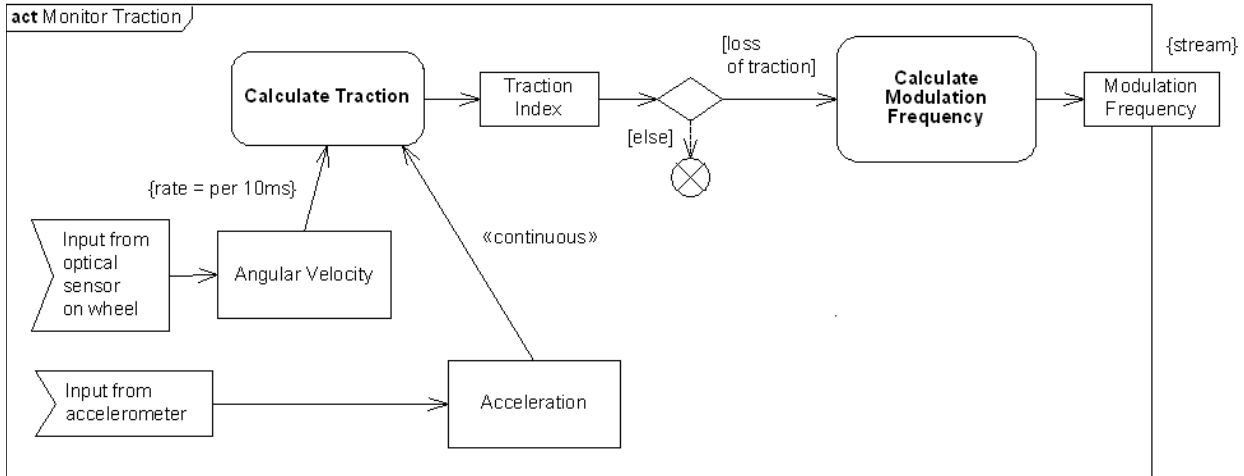 act Monitor Traction
{stream}
[loss
of traction]
Calculate Traction
Traction
Index
Calculate
Modulation
Frequency
Modulation
Frequency
[else]
{rate = per 10ms}
Input from
optical
sensor
on wheel
Angular Velocity
«continuous»
Input from
accelerometer
Acceleration